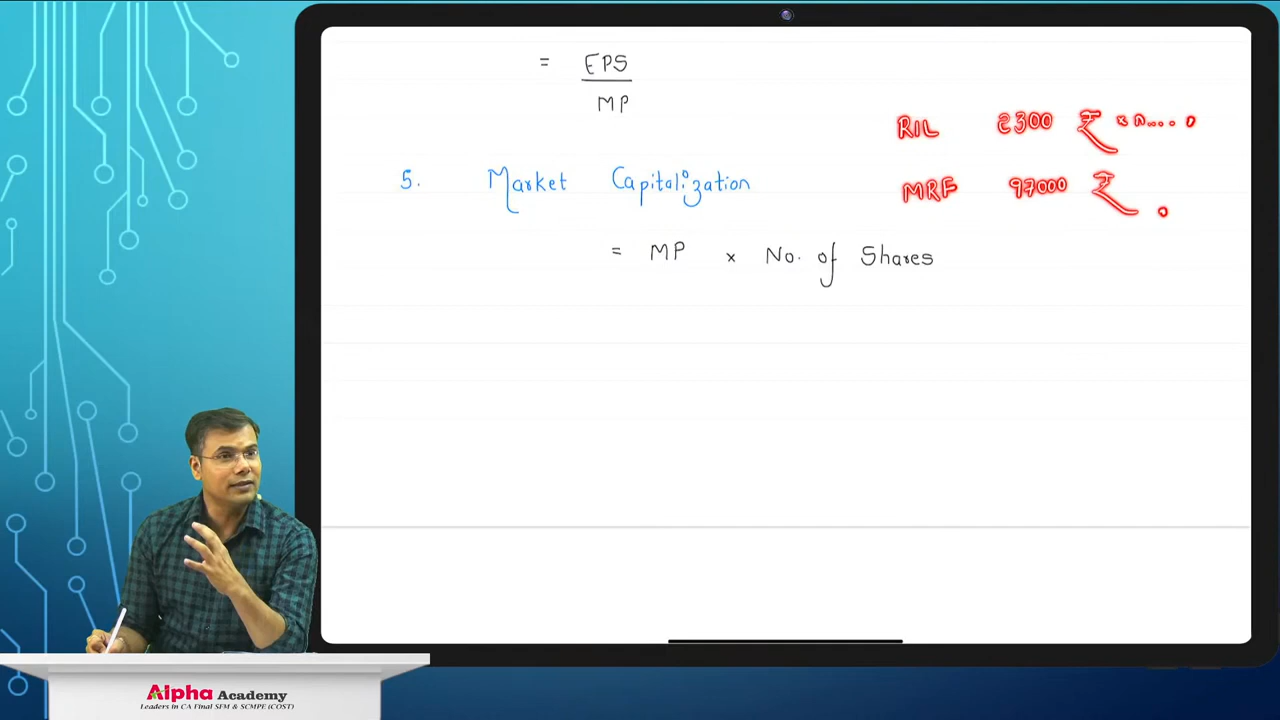 = EPS
MP
RIL 2300 ₹ x n....
MRF 97000 ₹
5. Market Capitalization
= MP x No. of Shares
Alpha Academy
Leaders in CA Final SFM & SCMPE (COST)